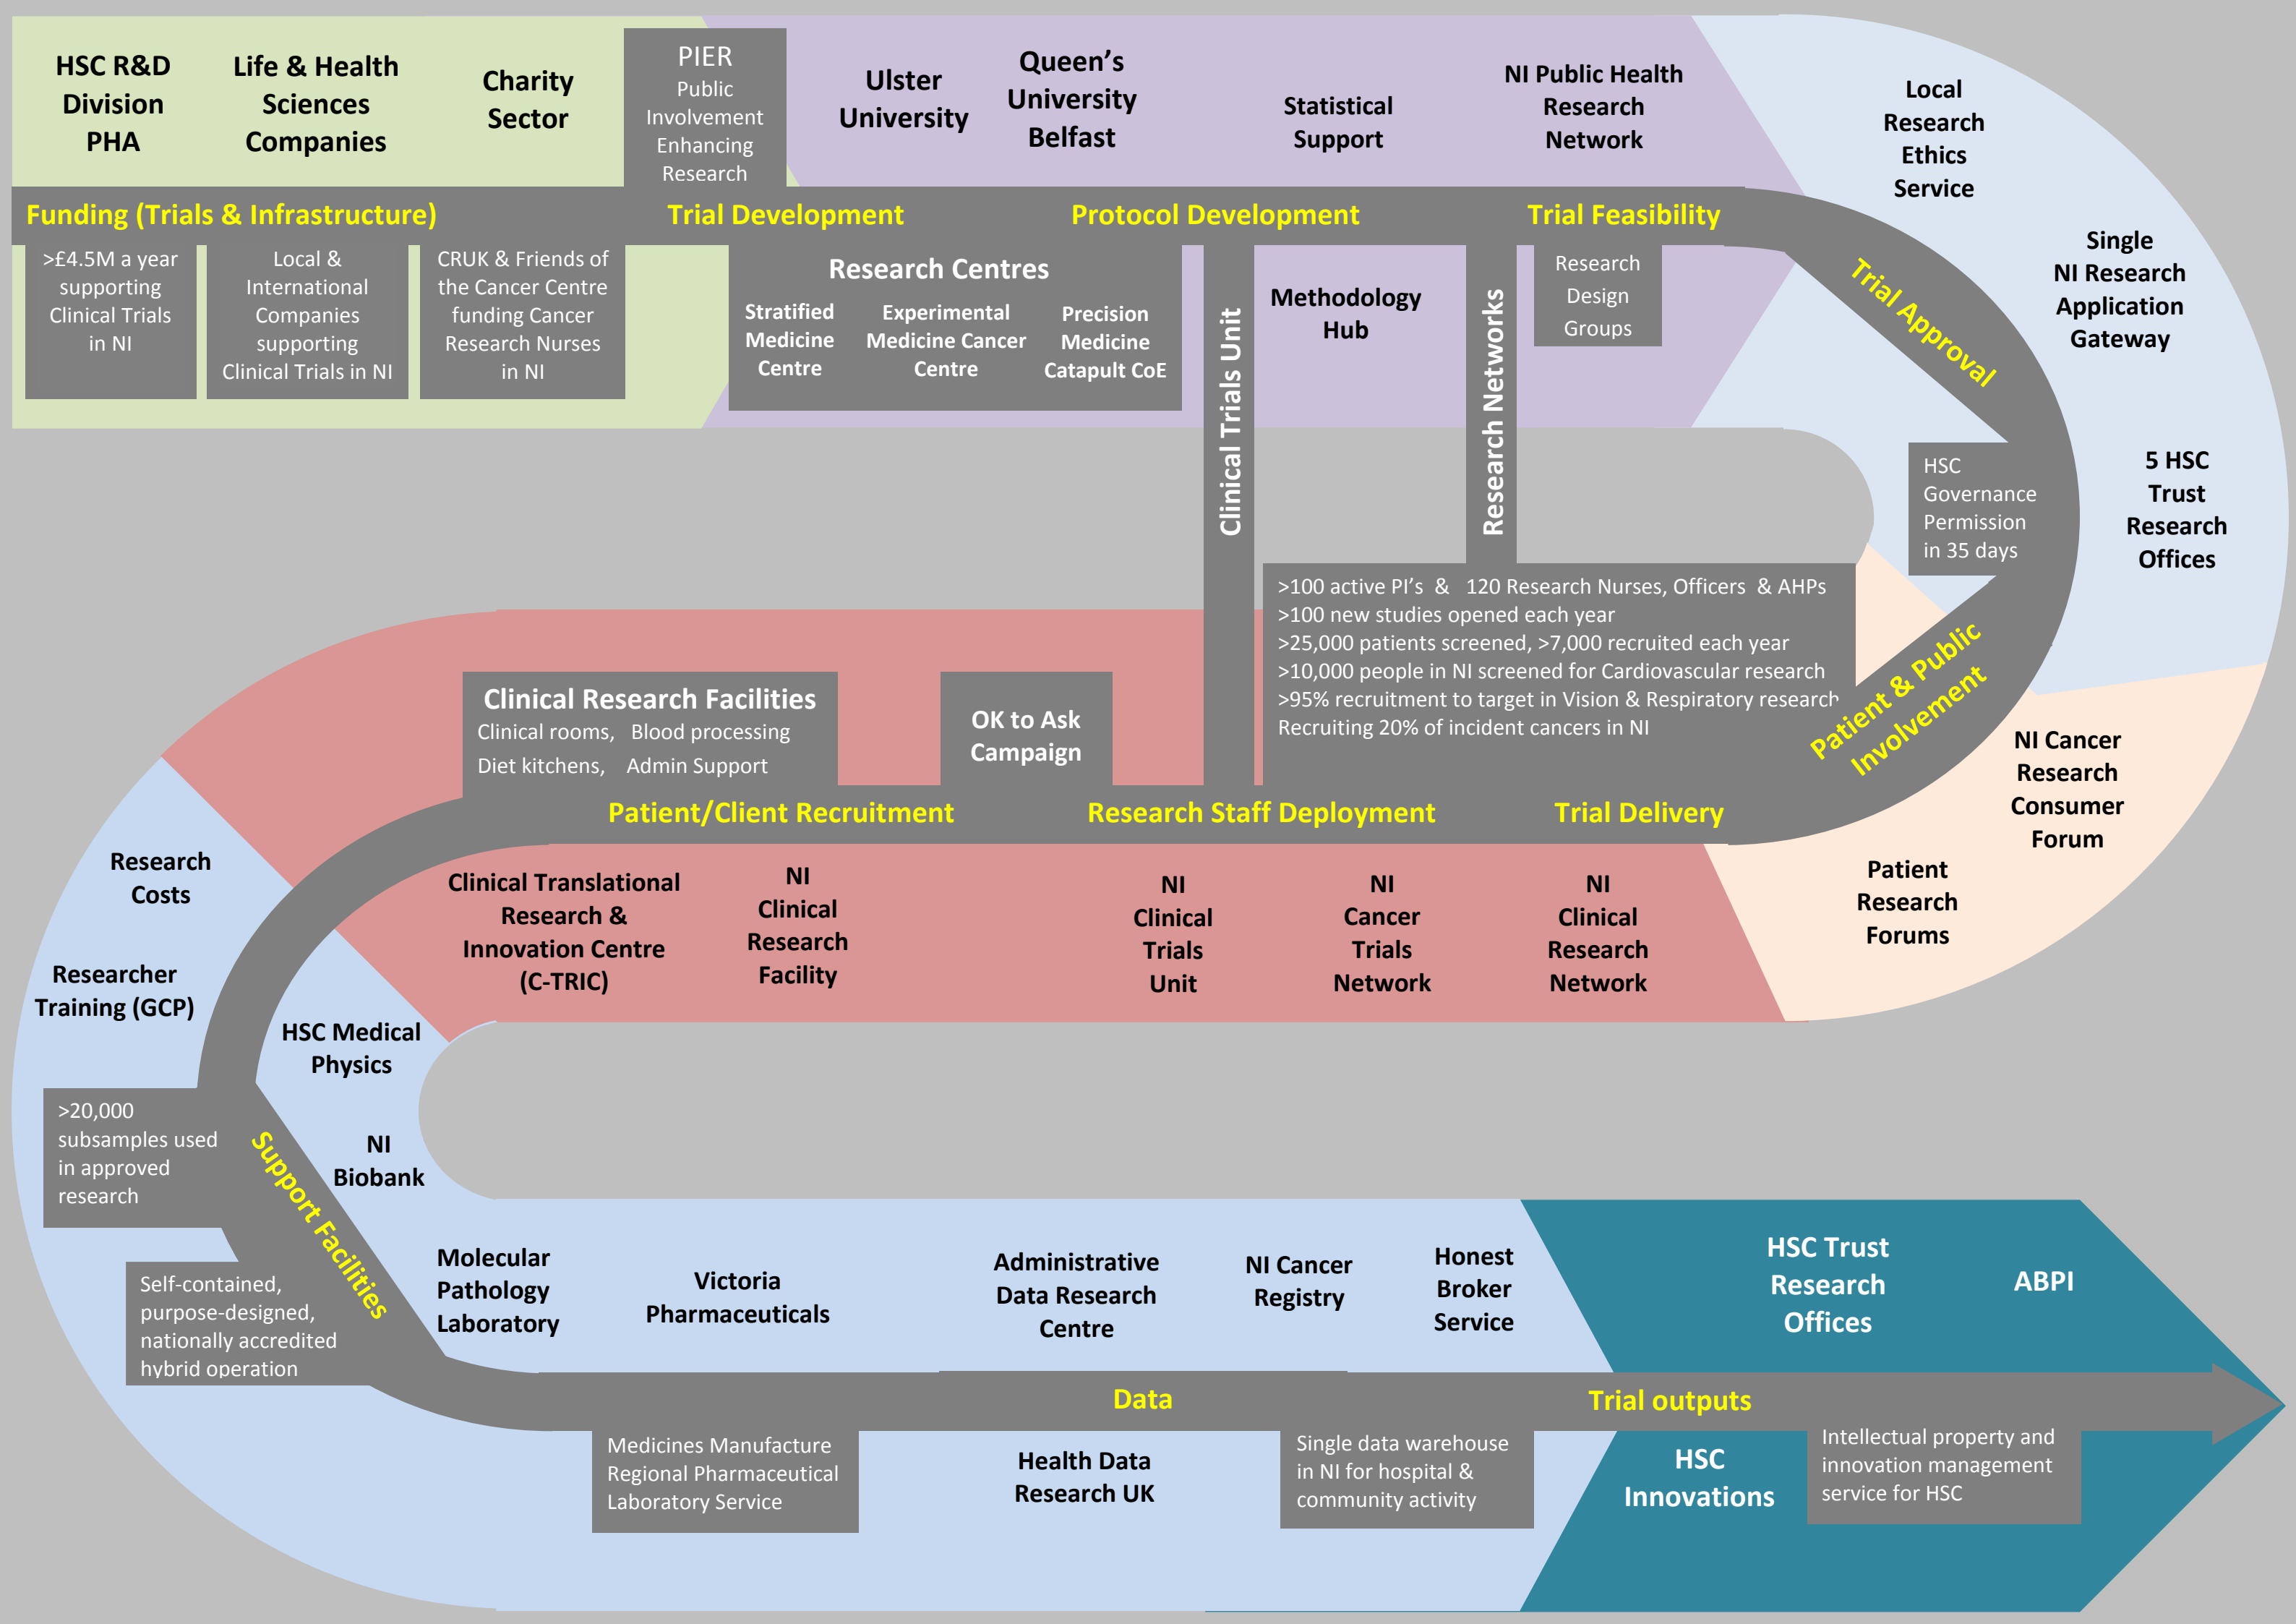 HSC R&D
Division
PHA
Life & Health
Sciences
Companies
Charity
Sector
PIER
Public
Involvement
Enhancing
Research
Ulster
University
Queen's
University
Belfast
Statistical
Support
NI Public Health
Research
Network
Local
Research
Ethics
Service
Funding (Trials & Infrastructure)
Trial Development
Protocol Development
Trial Feasibility
Trial Approval
>£4.5M a year
supporting
Clinical Trials
in NI
Local &
International
Companies
supporting
Clinical Trials in NI
CRUK & Friends of
the Cancer Centre
funding Cancer
Research Nurses
in NI
Research Centres
Stratified
Medicine
Centre
Experimental
Medicine Cancer
Centre
Precision
Medicine
Catapult CoE
Clinical Trials Unit
Methodology
Hub
Research Networks
Research
Design
Groups
Single
NI Research
Application
Gateway
HSC
Governance
Permission
in 35 days
5 HSC
Trust
Research
Offices
>100 active PI's & 120 Research Nurses, Officers & AHPs
>100 new studies opened each year
>25,000 patients screened, >7,000 recruited each year
>10,000 people in NI screened for Cardiovascular research
>95% recruitment to target in Vision & Respiratory research
Recruiting 20% of incident cancers in NI
Patient & Public
Involvement
NI Cancer
Research
Consumer
Forum
Patient
Research
Forums
Clinical Research Facilities
Clinical rooms, Blood processing
Diet kitchens, Admin Support
OK to Ask
Campaign
Patient/Client Recruitment
Research Staff Deployment
Trial Delivery
Clinical Translational
Research &
Innovation Centre
(C-TRIC)
NI
Clinical
Research
Facility
NI
Clinical
Trials
Unit
NI
Cancer
Trials
Network
NI
Clinical
Research
Network
Research
Costs
Researcher
Training (GCP)
HSC Medical
Physics
>20,000
subsamples used
in approved
research
NI
Biobank
Support Facilities
Self-contained,
purpose-designed,
nationally accredited
hybrid operation
Molecular
Pathology
Laboratory
Victoria
Pharmaceuticals
Administrative
Data Research
Centre
NI Cancer
Registry
Honest
Broker
Service
HSC Trust
Research
Offices
ABPI
Data
Trial outputs
Medicines Manufacture
Regional Pharmaceutical
Laboratory Service
Health Data
Research UK
Single data warehouse
in NI for hospital &
community activity
HSC
Innovations
Intellectual property and
innovation management
service for HSC